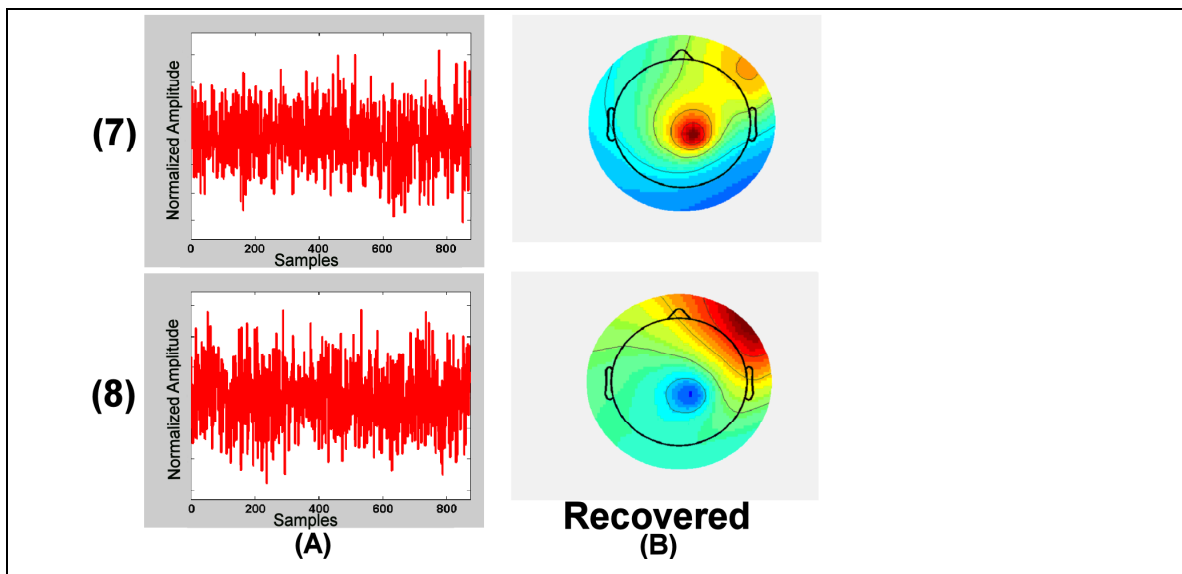 (7)
Normalized Amplitude
0 200 400 600 800
Samples
(8)
Normalized Amplitude
0 200 400 600 800
Samples
Recovered
(A) (B)